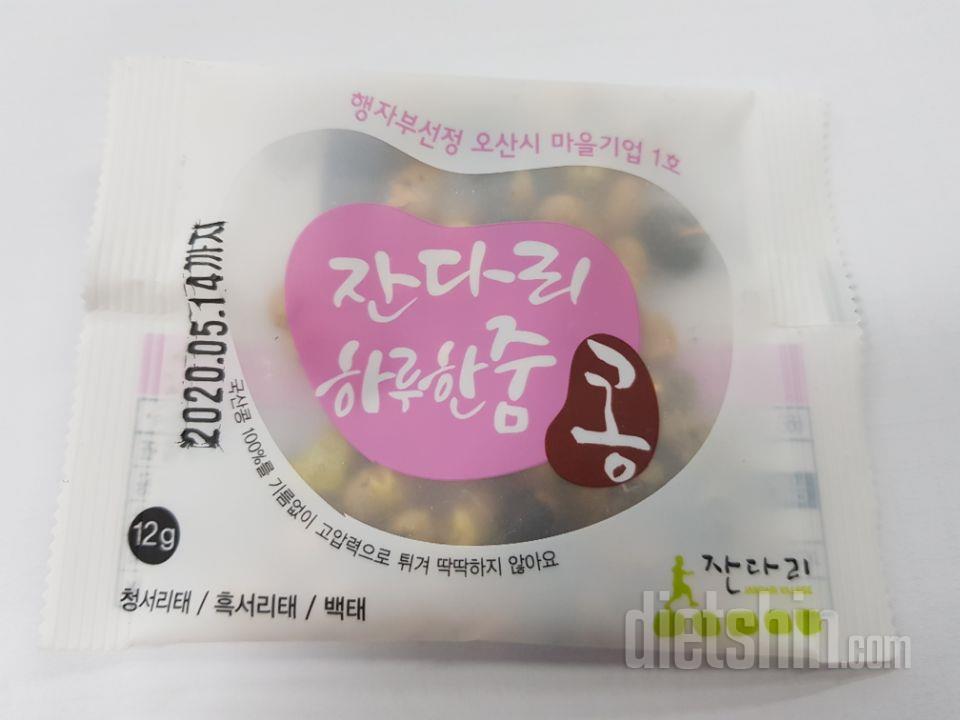 행자부선정 오산시 마을기업 1호
잔다리
하루한줌
콩
2020.05.14까지
국산콩 100%를 기름없이 고압력으로 튀겨 딱딱하지 않아요
12g
청서리태 / 흑서리태 / 백태
잔다리
JANDARI VILLAGE
dietshin.com